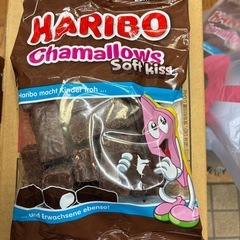 HARIBO
Chamallows
Soft kiss
Haribo macht Kinder froh ...
... und Erwachsene ebenso!